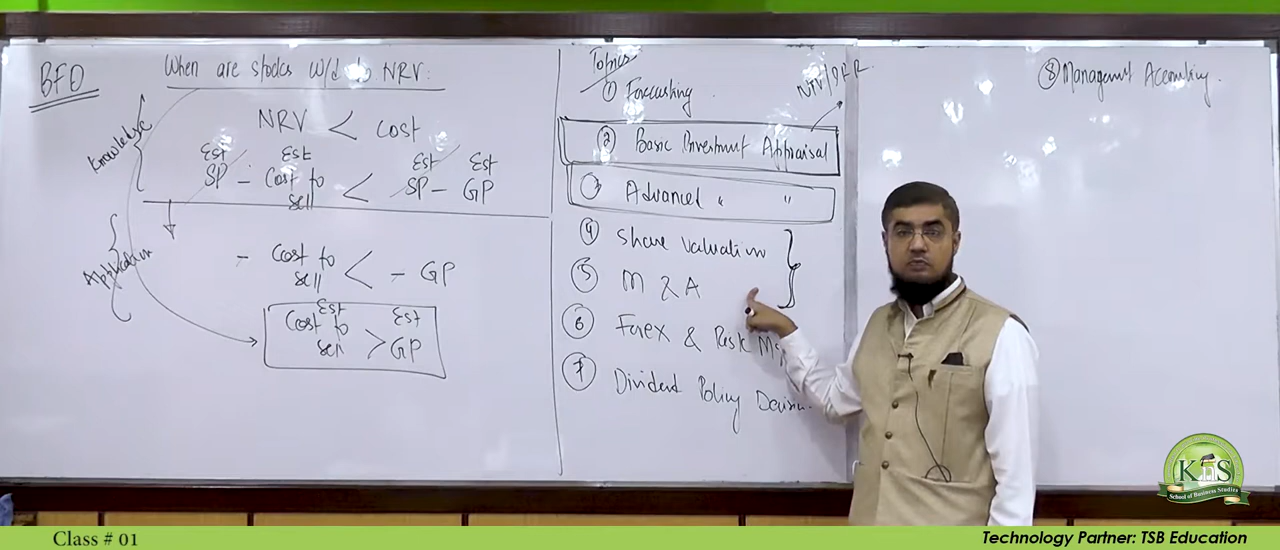 BFD
When are stocks W/d to NRV:
Knowledge
NRV < Cost
Est Est Est Est
SP - Cost to sell < SP - GP
Application
- Cost to sell < - GP
Est Est
Cost to sell > GP
Topics
① Forecasting
NPV/IRR
② Basic Investment Appraisal
③ Advanced " "
④ Share Valuation
⑤ M & A
⑥ Forex & Risk
⑦ Dividend Policy Decision
⑧ Management Accounting
KnS
School of Business Studies
Class # 01
Technology Partner: TSB Education